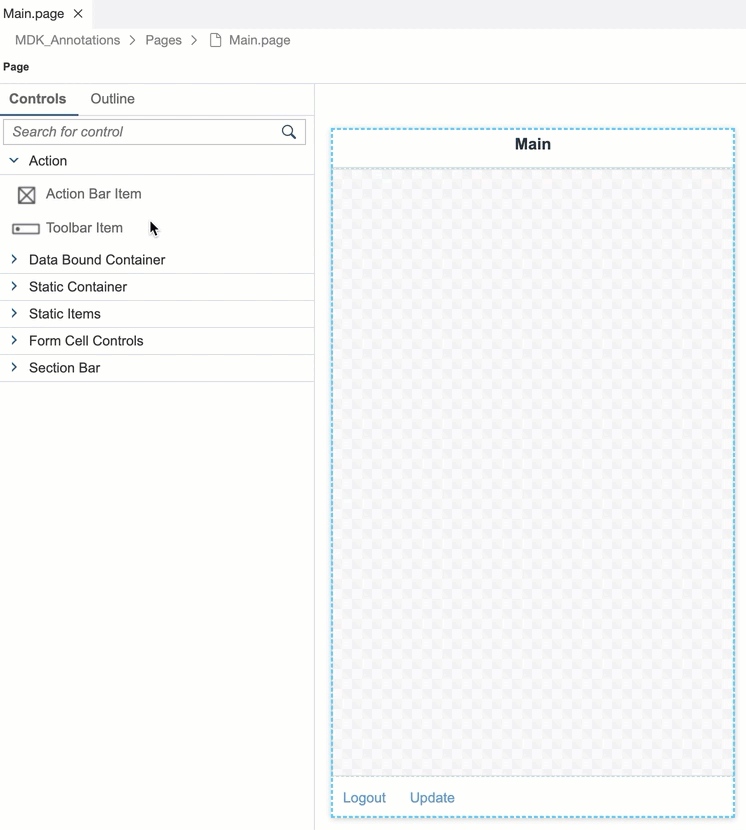 Main.page
MDK_Annotations > Pages > Main.page
Page
Controls Outline
Search for control
Action
Action Bar Item
Toolbar Item
Data Bound Container
Static Container
Static Items
Form Cell Controls
Section Bar
Main
Logout Update